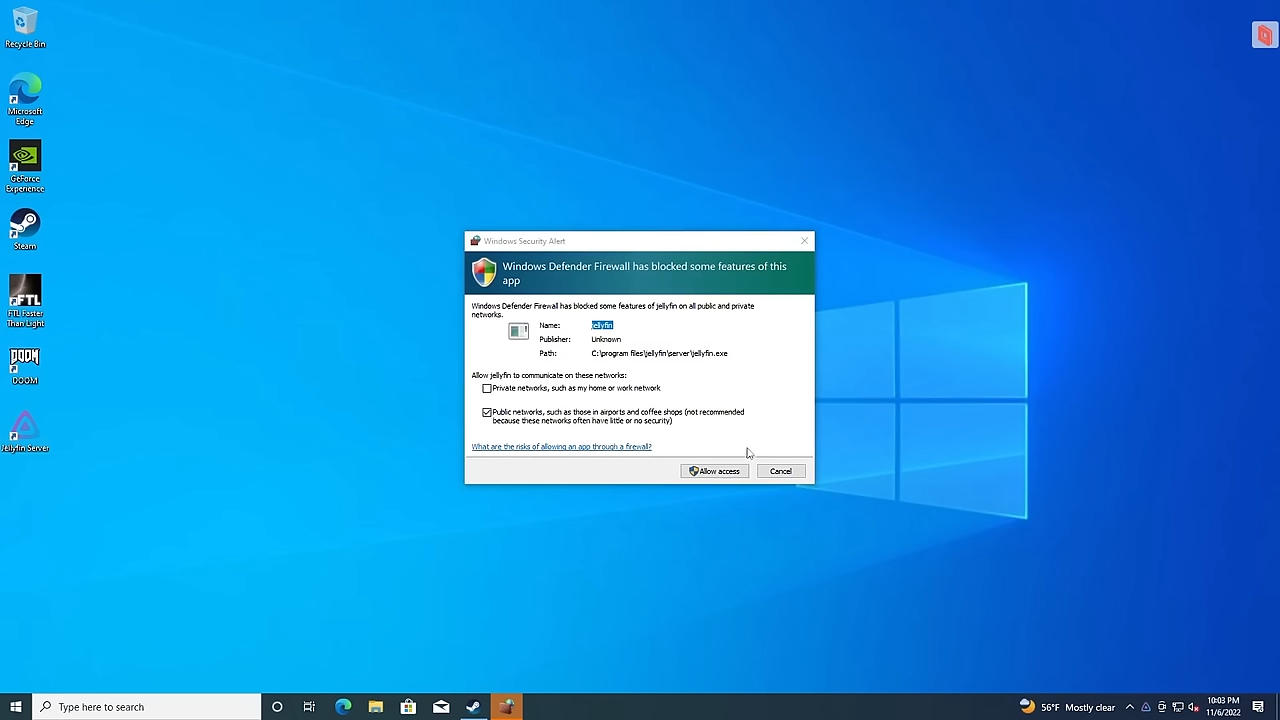 Recycle Bin
Microsoft
Edge
GeForce
Experience
Steam
FTL
FTL Faster
Than Light
DOOM
DOOM
Jellyfin Server
Windows Security Alert
Windows Defender Firewall has blocked some features of this
app
Windows Defender Firewall has blocked some features of jellyfin on all public and private
networks.
Name: jellyfin
Publisher: Unknown
Path: C:\program files\jellyfin\server\jellyfin.exe
Allow jellyfin to communicate on these networks:
Private networks, such as my home or work network
Public networks, such as those in airports and coffee shops (not recommended
because these networks often have little or no security)
What are the risks of allowing an app through a firewall?
Allow access
Cancel
Type here to search
56°F Mostly clear
10:03 PM
11/6/2022